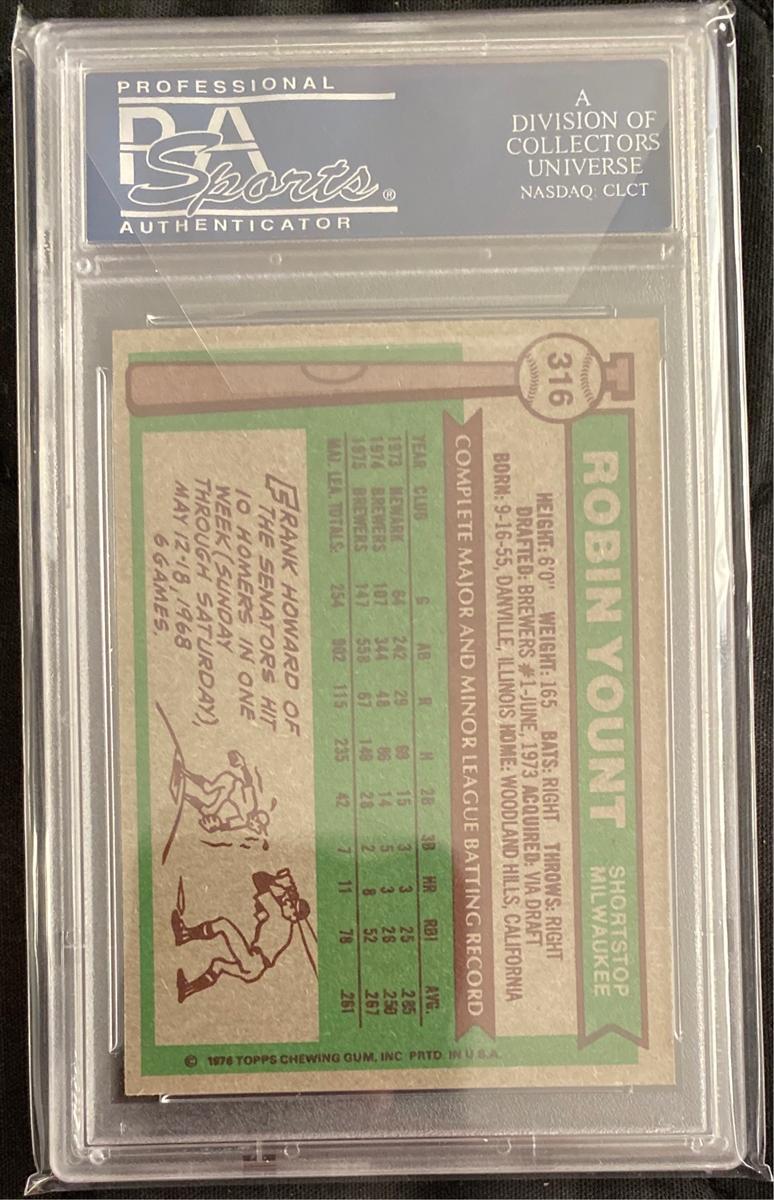 PROFESSIONAL
PSA
Sports ®
AUTHENTICATOR
A
DIVISION OF
COLLECTORS
UNIVERSE
NASDAQ: CLCT
316
ROBIN YOUNT
SHORTSTOP
MILWAUKEE
HEIGHT: 6'0" WEIGHT: 165 BATS: RIGHT THROWS: RIGHT
DRAFTED: BREWERS #1-JUNE, 1973 ACQUIRED: VIA DRAFT
BORN: 9-16-55, DANVILLE, ILLINOIS HOME: WOODLAND HILLS, CALIFORNIA
COMPLETE MAJOR AND MINOR LEAGUE BATTING RECORD
YEAR CLUB G AB R H 2B 3B HR RBI AVG.
1973 NEWARK 64 242 29 69 15 3 3 25 .285
1974 BREWERS 107 344 48 86 14 5 3 26 .250
1975 BREWERS 147 558 67 149 28 2 8 52 .267
MAJ. LEA. TOTALS: 254 902 115 235 42 7 11 78 .261
FRANK HOWARD OF
THE SENATORS HIT
10 HOMERS IN ONE
WEEK (SUNDAY
THROUGH SATURDAY),
MAY 12-18, 1968
6 GAMES.
© 1976 TOPPS CHEWING GUM, INC PRTD. IN U.S.A.